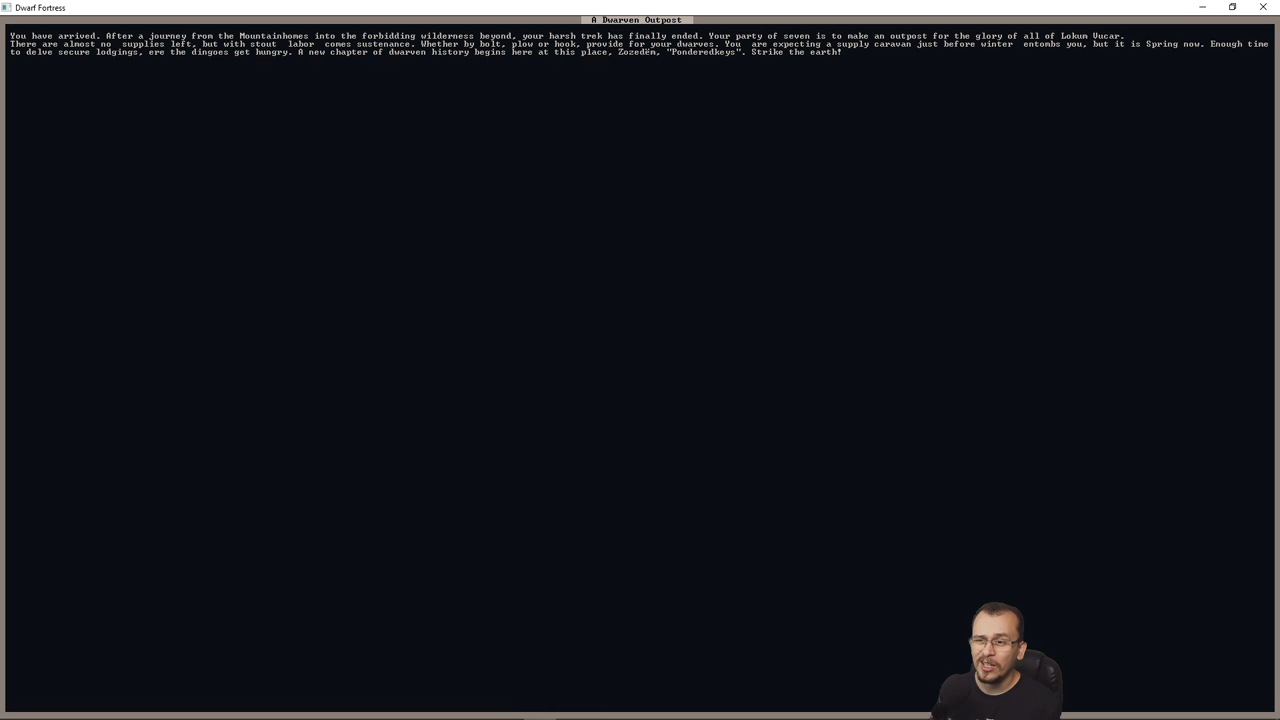 Dwarf Fortress
A Dwarven Outpost
You have arrived. After a journey from the Mountainhomes into the forbidding wilderness beyond, your harsh trek has finally ended. Your party of seven is to make an outpost for the glory of all of Lokum Vucar.
There are almost no supplies left, but with stout labor comes sustenance. Whether by bolt, plow or hook, provide for your dwarves. You are expecting a supply caravan just before winter entombs you, but it is Spring now. Enough time
to delve secure lodgings, ere the dingoes get hungry. A new chapter of dwarven history begins here at this place, Zozedëm, "Ponderedkeys". Strike the earth!